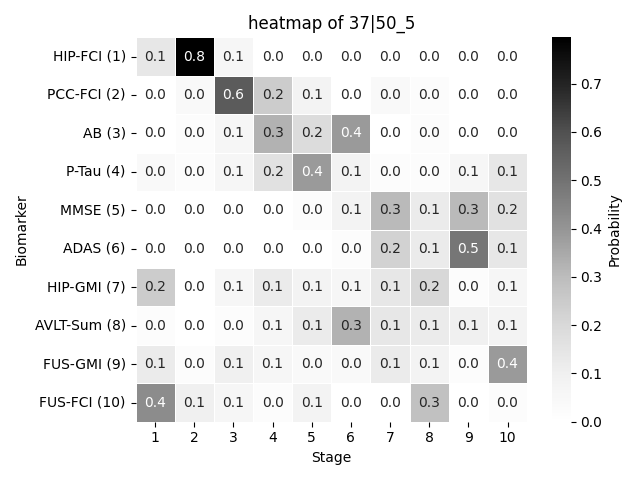 heatmap of 37|50_5
HIP-FCI (1) 0.1 0.8 0.1 0.0 0.0 0.0 0.0 0.0 0.0 0.0
PCC-FCI (2) 0.0 0.0 0.6 0.2 0.1 0.0 0.0 0.0 0.0 0.0
AB (3) 0.0 0.0 0.1 0.3 0.2 0.4 0.0 0.0 0.0 0.0
P-Tau (4) 0.0 0.0 0.1 0.2 0.4 0.1 0.0 0.0 0.1 0.1
MMSE (5) 0.0 0.0 0.0 0.0 0.0 0.1 0.3 0.1 0.3 0.2
ADAS (6) 0.0 0.0 0.0 0.0 0.0 0.0 0.2 0.1 0.5 0.1
HIP-GMI (7) 0.2 0.0 0.1 0.1 0.1 0.1 0.1 0.2 0.0 0.1
AVLT-Sum (8) 0.0 0.0 0.0 0.1 0.1 0.3 0.1 0.1 0.1 0.1
FUS-GMI (9) 0.1 0.0 0.1 0.1 0.0 0.0 0.1 0.1 0.0 0.4
FUS-FCI (10) 0.4 0.1 0.1 0.0 0.1 0.0 0.0 0.3 0.0 0.0
1 2 3 4 5 6 7 8 9 10
Stage
Biomarker
0.7
0.6
0.5
0.4
0.3
0.2
0.1
0.0
Probability